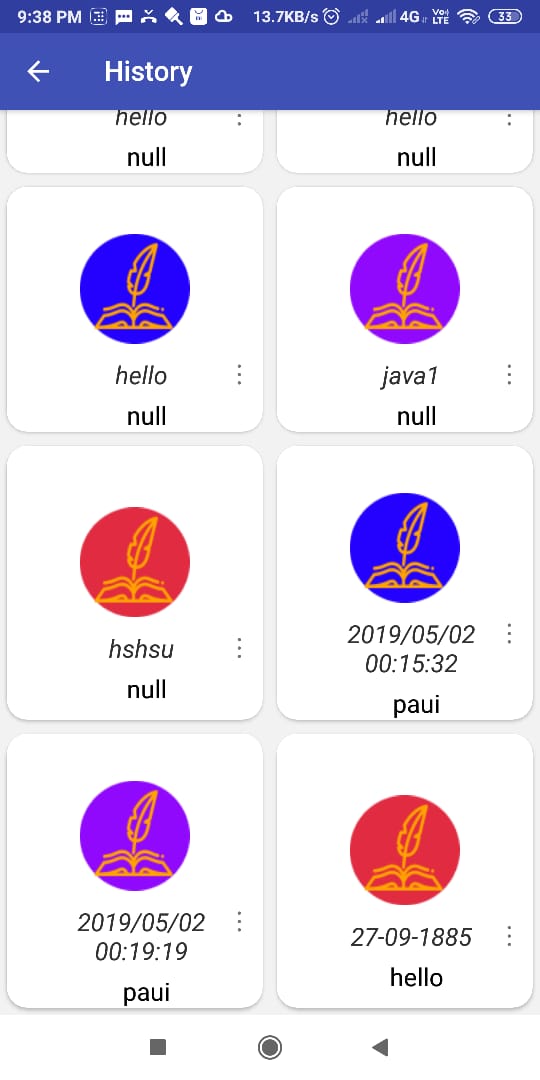 9:38 PM 13.7KB/s 4G Vo) LTE 33
History
hello hello
null null
hello java1
null null
hshsu 2019/05/02
00:15:32
null paui
2019/05/02 27-09-1885
00:19:19 hello
paui